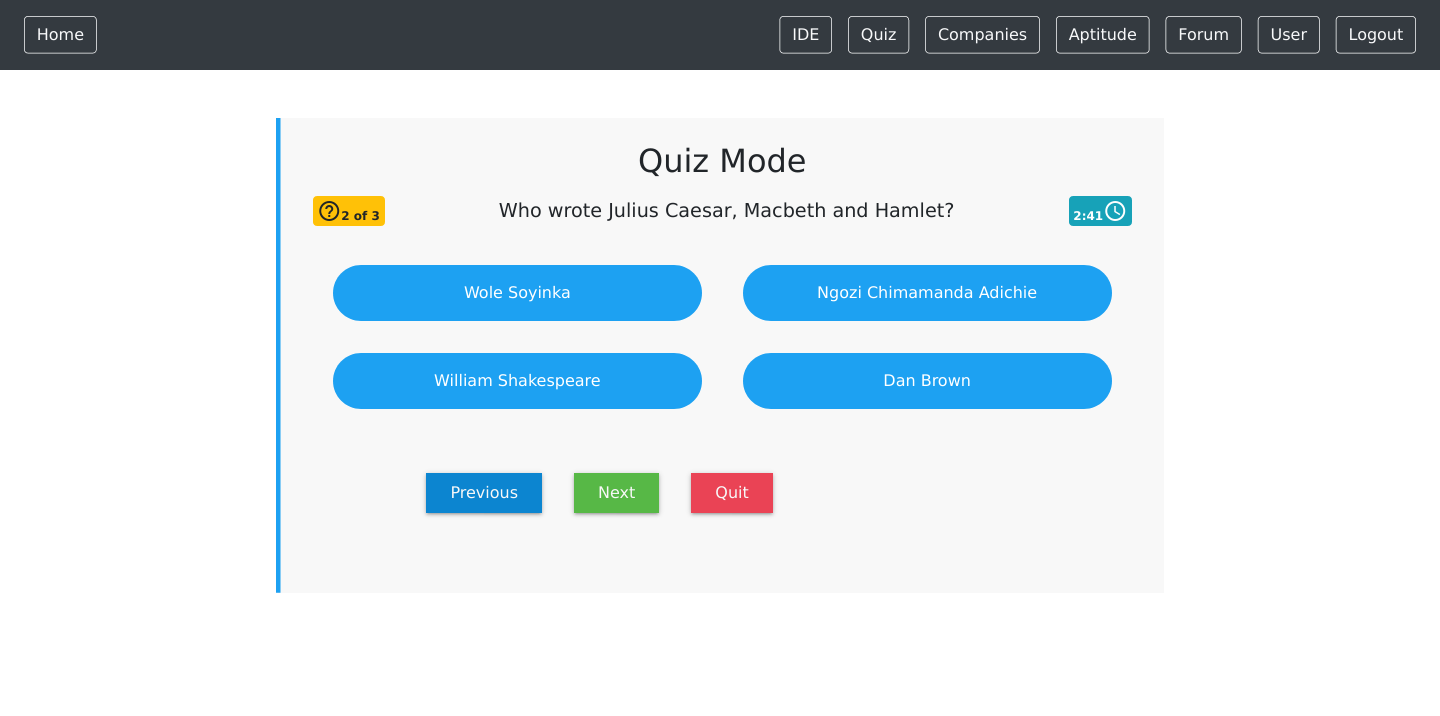 Home IDE Quiz Companies Aptitude Forum User Logout
Quiz Mode
2 of 3 Who wrote Julius Caesar, Macbeth and Hamlet? 2:41
Wole Soyinka Ngozi Chimamanda Adichie
William Shakespeare Dan Brown
Previous Next Quit